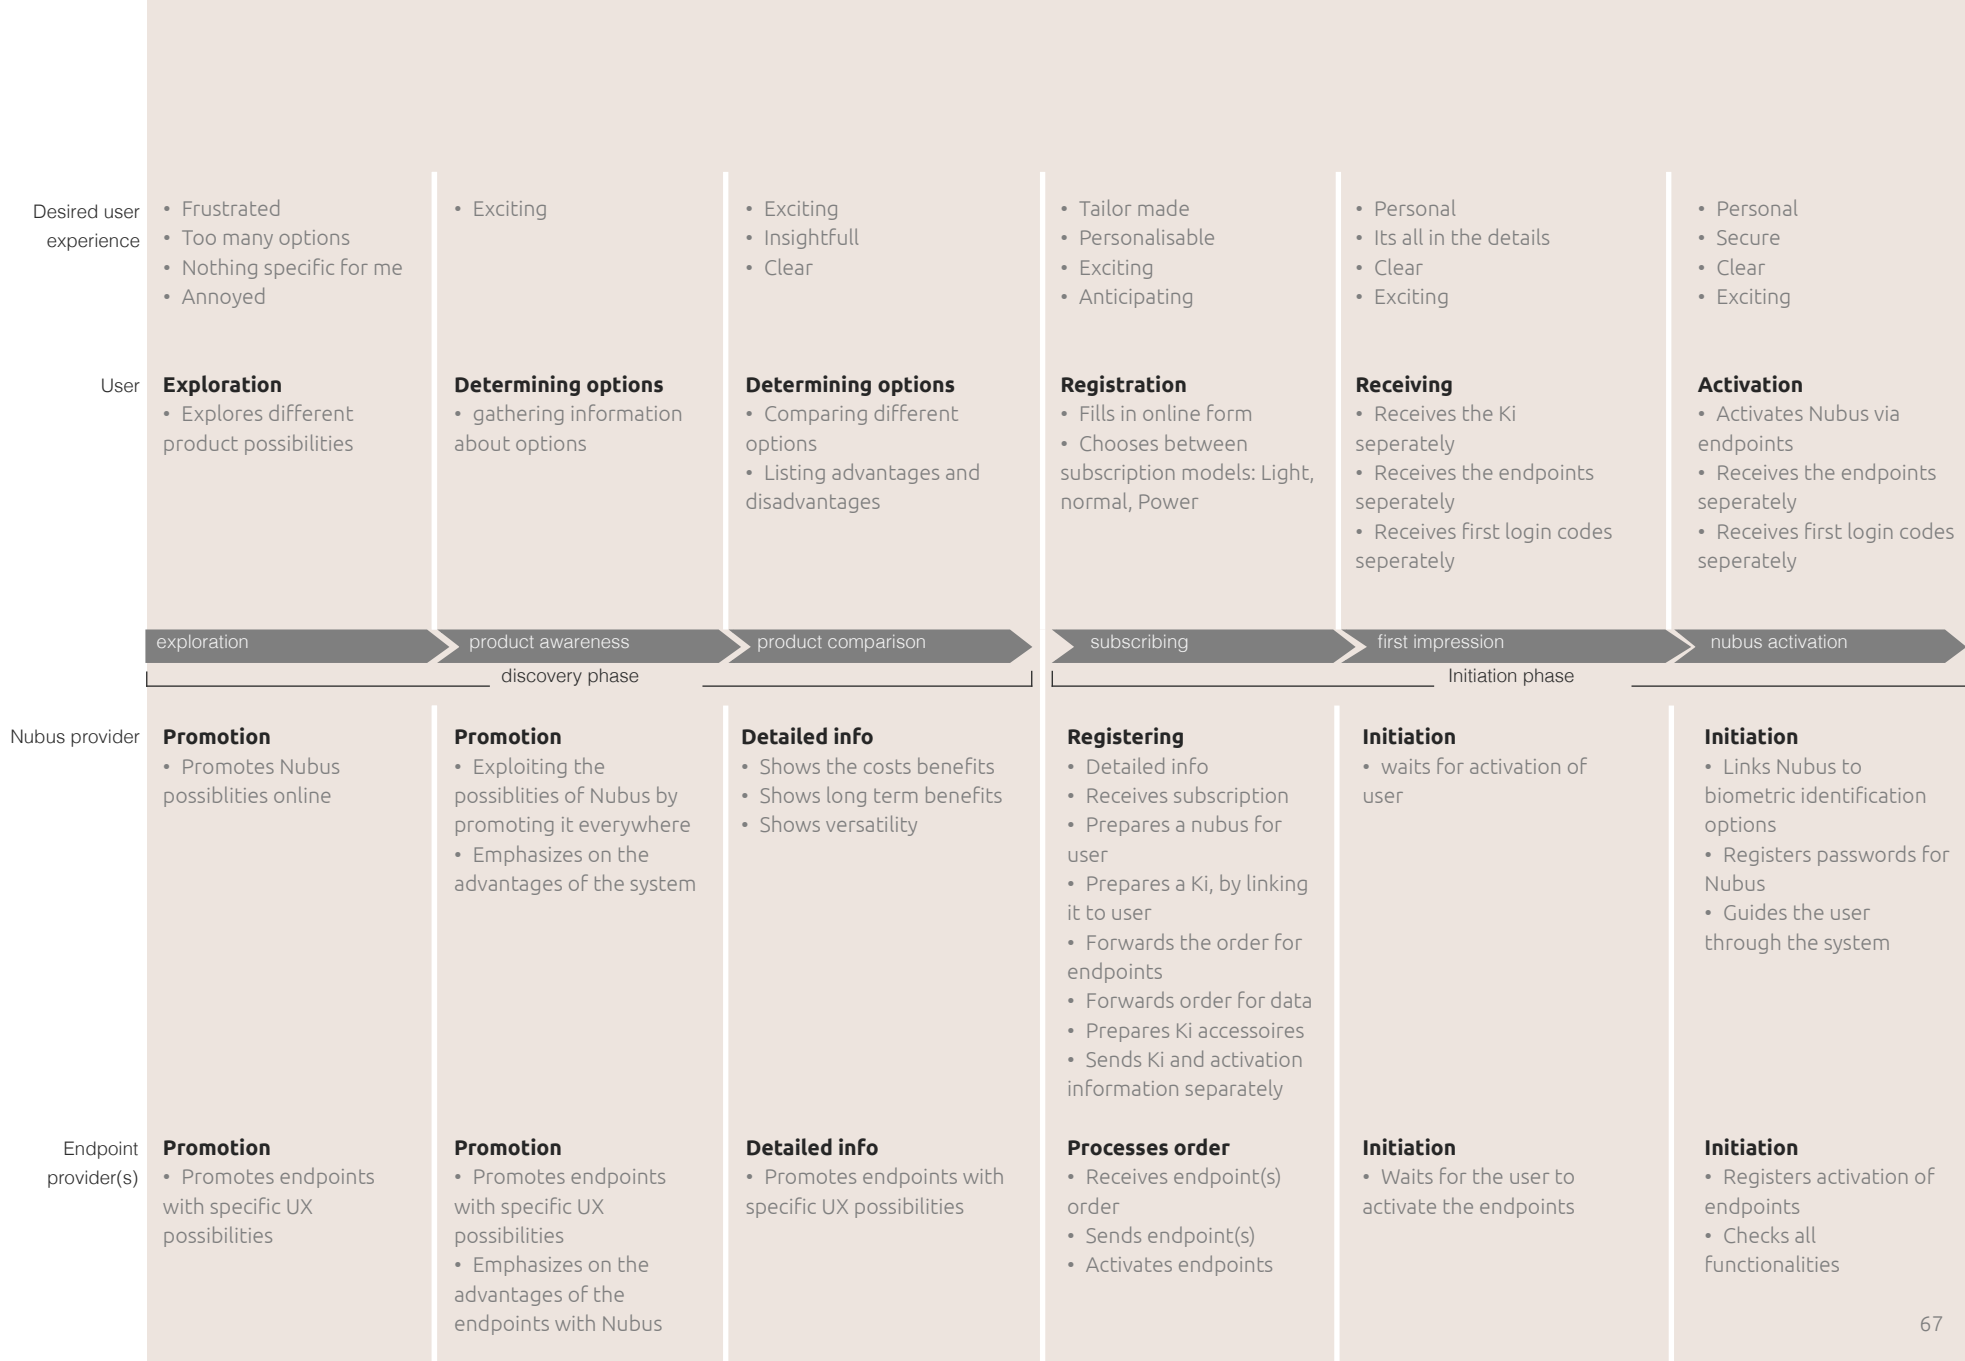 Desired user
experience
• Frustrated
• Too many options
• Nothing specific for me
• Annoyed
• Exciting
• Exciting
• Insightfull
• Clear
• Tailor made
• Personalisable
• Exciting
• Anticipating
• Personal
• Its all in the details
• Clear
• Exciting
• Personal
• Secure
• Clear
• Exciting
User
Exploration
• Explores different
product possibilities
Determining options
• gathering information
about options
Determining options
• Comparing different
options
• Listing advantages and
disadvantages
Registration
• Fills in online form
• Chooses between
subscription models: Light,
normal, Power
Receiving
• Receives the Ki
seperately
• Receives the endpoints
seperately
• Receives first login codes
seperately
Activation
• Activates Nubus via
endpoints
• Receives the endpoints
seperately
• Receives first login codes
seperately
exploration
product awareness
product comparison
subscribing
first impression
nubus activation
discovery phase
Initiation phase
Nubus provider
Promotion
• Promotes Nubus
possiblities online
Promotion
• Exploiting the
possiblities of Nubus by
promoting it everywhere
• Emphasizes on the
advantages of the system
Detailed info
• Shows the costs benefits
• Shows long term benefits
• Shows versatility
Registering
• Detailed info
• Receives subscription
• Prepares a nubus for
user
• Prepares a Ki, by linking
it to user
• Forwards the order for
endpoints
• Forwards order for data
• Prepares Ki accessoires
• Sends Ki and activation
information separately
Initiation
• waits for activation of
user
Initiation
• Links Nubus to
biometric identification
options
• Registers passwords for
Nubus
• Guides the user
through the system
Endpoint
provider(s)
Promotion
• Promotes endpoints
with specific UX
possibilities
Promotion
• Promotes endpoints
with specific UX
possibilities
• Emphasizes on the
advantages of the
endpoints with Nubus
Detailed info
• Promotes endpoints with
specific UX possibilities
Processes order
• Receives endpoint(s)
order
• Sends endpoint(s)
• Activates endpoints
Initiation
• Waits for the user to
activate the endpoints
Initiation
• Registers activation of
endpoints
• Checks all
functionalities
67